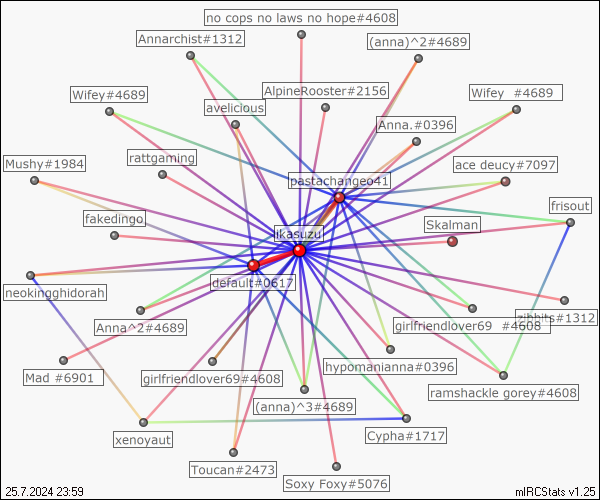 no cops no laws no hope#4608
Annarchist#1312
(anna)^2#4689
Wifey#4689
AlpineRooster#2156
Wifey #4689
avelicious
Anna.#0396
Mushy#1984
rattgaming
ace deucy#7097
pastachangeo41
frisout
fakedingo
Skalman
ikasuzu
default#0617
neokingghidorah
Anna^2#4689
girlfriendlover69 #4608
zibbits#1312
Mad #6901
girlfriendlover69#4608
hypomanianna#0396
ramshackle gorey#4608
(anna)^3#4689
xenoyaut
Cypha#1717
Toucan#2473
Soxy Foxy#5076
25.7.2024 23:59
mIRCStats v1.25